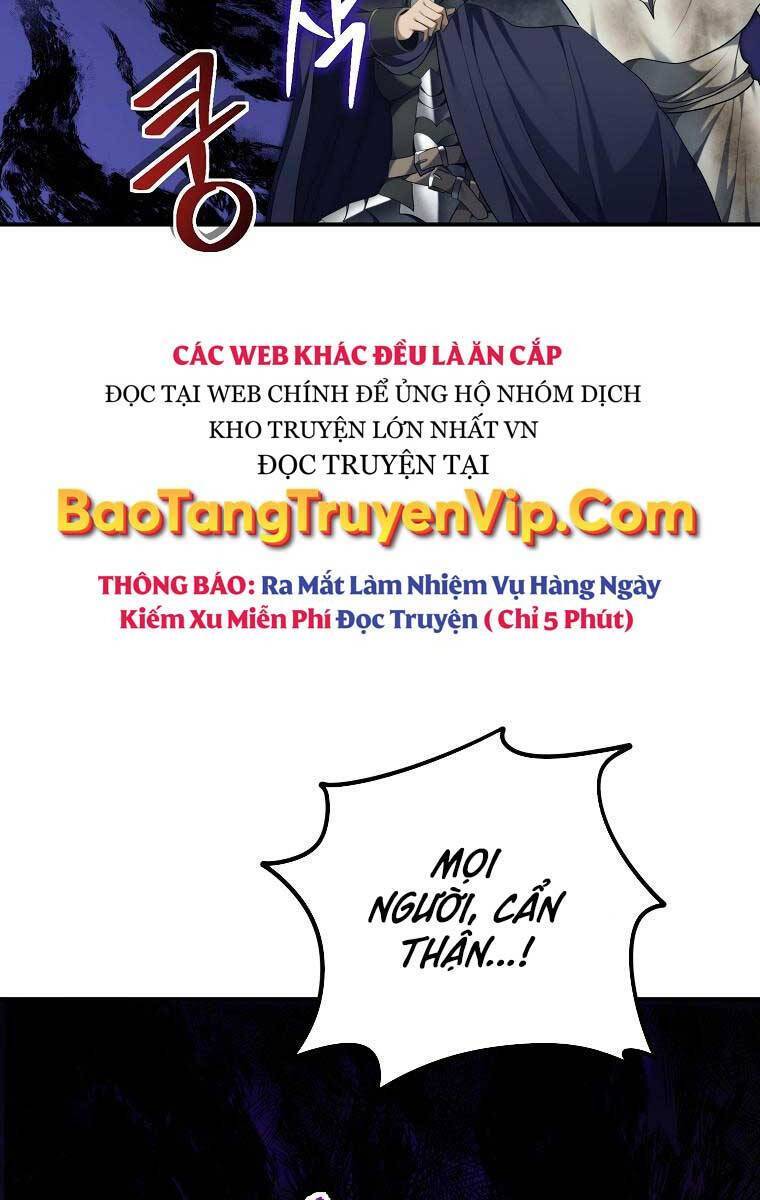 쿵
척
CÁC WEB KHÁC ĐỀU LÀ ĂN CẮP
ĐỌC TẠI WEB CHÍNH ĐỂ ỦNG HỘ NHÓM DỊCH
KHO TRUYỆN LỚN NHẤT VN
ĐỌC TRUYỆN TẠI
BaoTangTruyenVip.Com
THÔNG BÁO: Ra Mắt Làm Nhiệm Vụ Hàng Ngày
Kiếm Xu Miễn Phí Đọc Truyện ( Chỉ 5 Phút)
MỌI
NGƯỜI, CẨN
THẬN...!